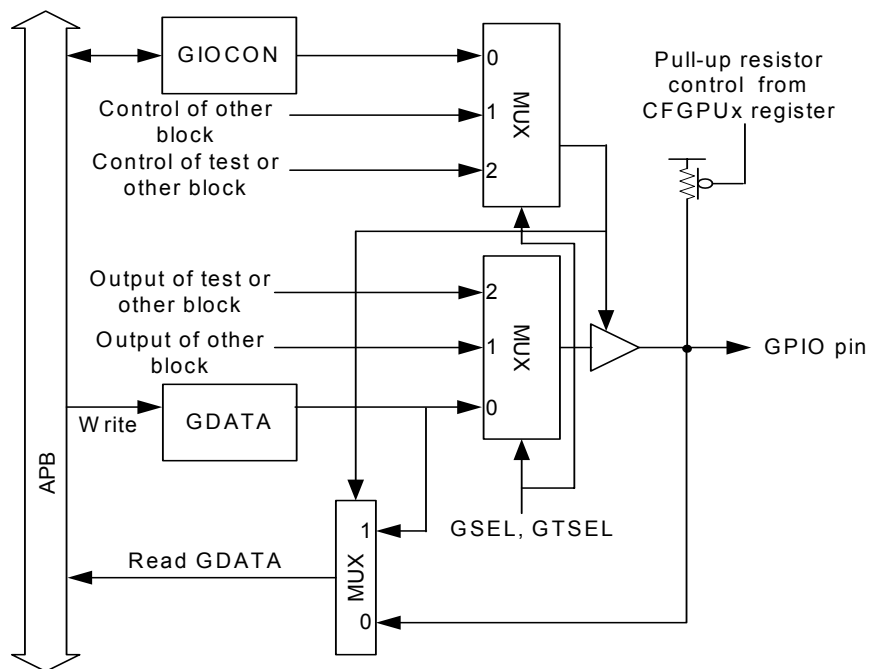 GIOCON
0
Control of other
block
1
MUX
Control of test or
other block
2
Pull-up resistor
control from
CFGPUx register
Output of test or
other block
2
MUX
Output of other
block
1
GPIO pin
Write
GDATA
0
APB
GSEL, GTSEL
1
Read GDATA
MUX
0